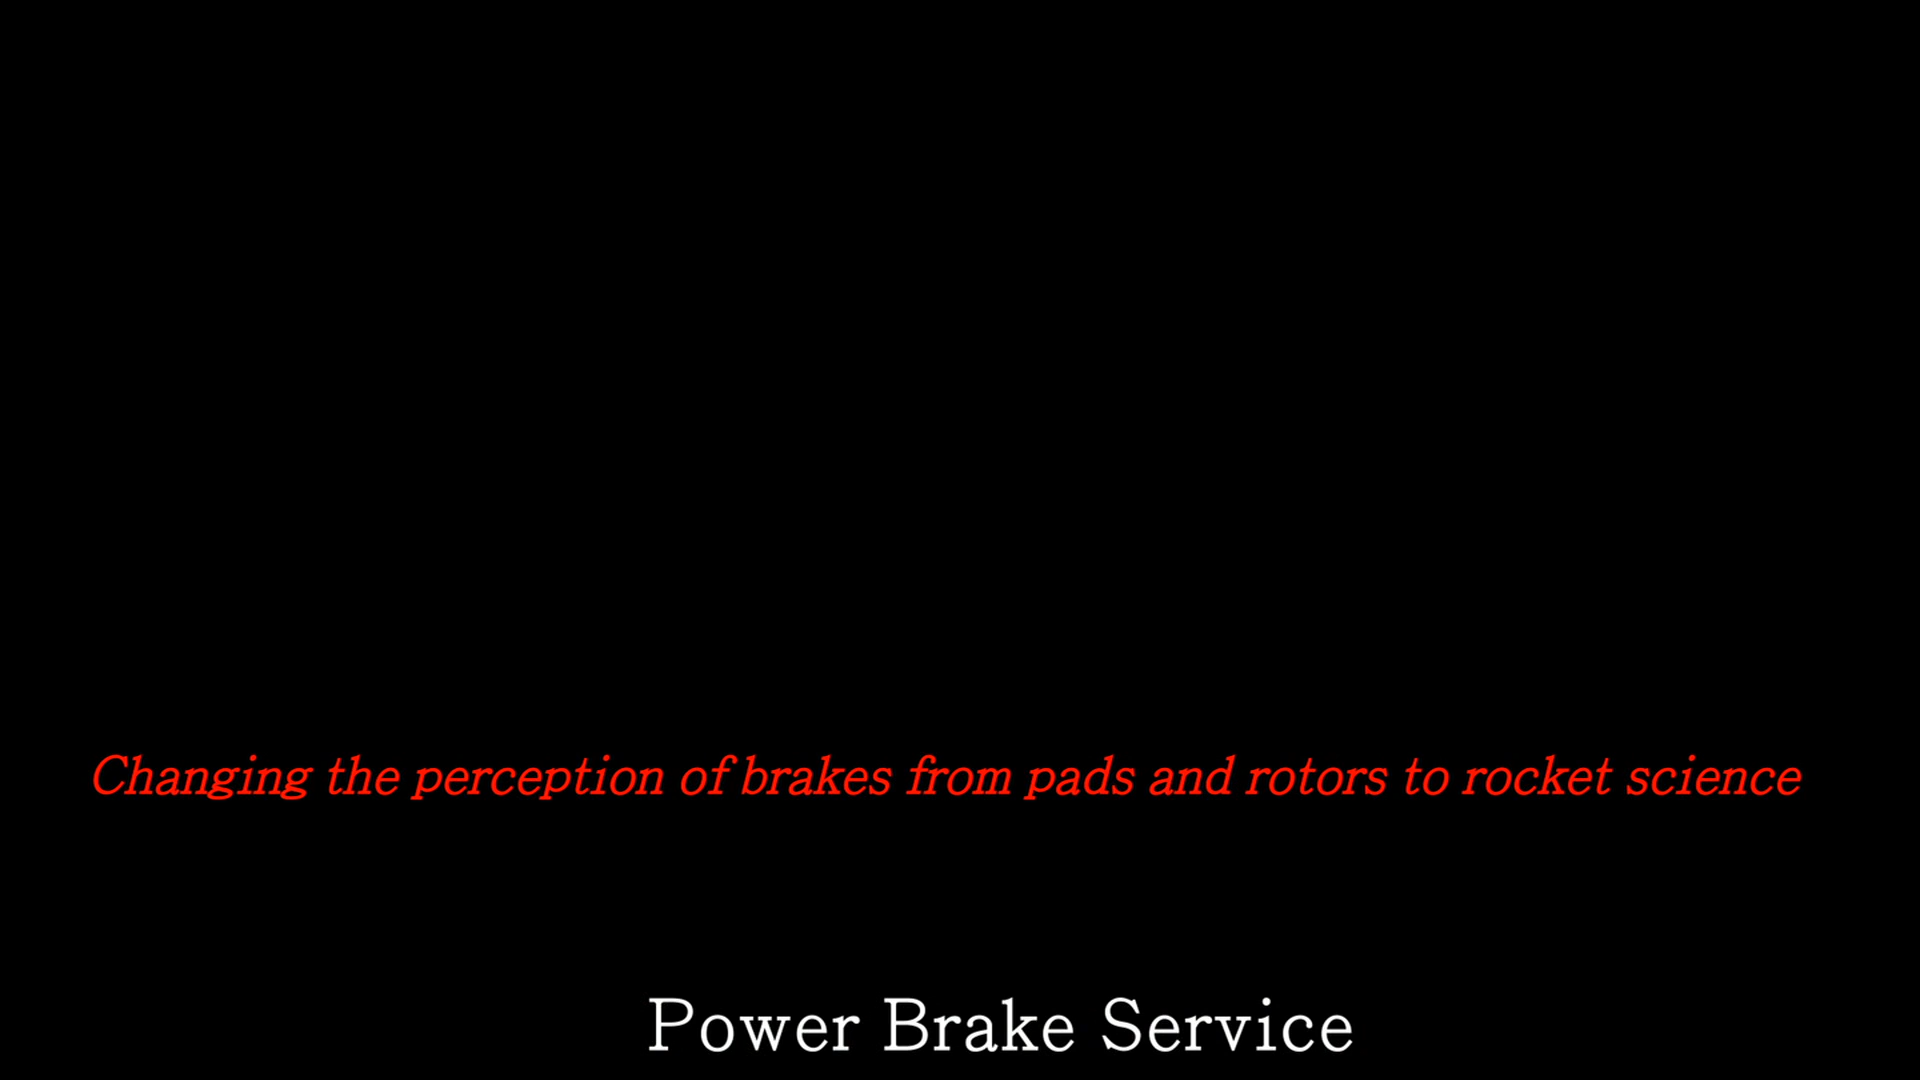 Changing the perception of brakes from pads and rotors to rocket science
Power Brake Service